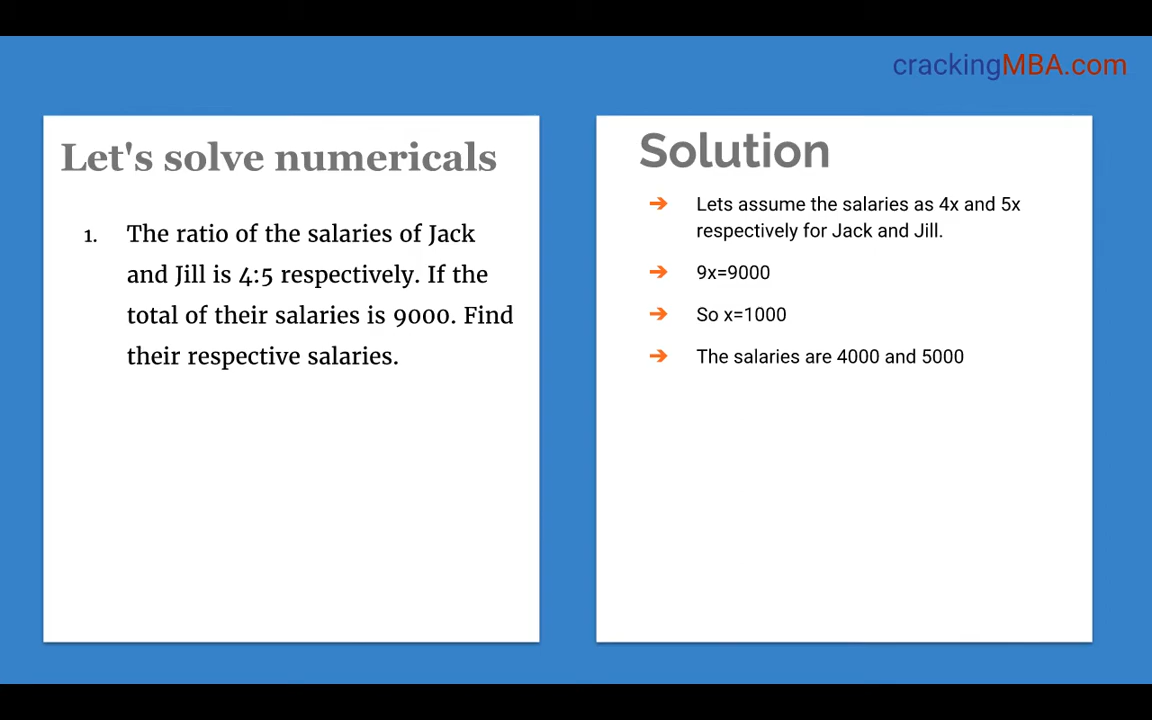 crackingMBA.com
Let's solve numericals
1. The ratio of the salaries of Jack
and Jill is 4:5 respectively. If the
total of their salaries is 9000. Find
their respective salaries.
Solution
➔ Lets assume the salaries as 4x and 5x
respectively for Jack and Jill.
➔ 9x=9000
➔ So x=1000
➔ The salaries are 4000 and 5000